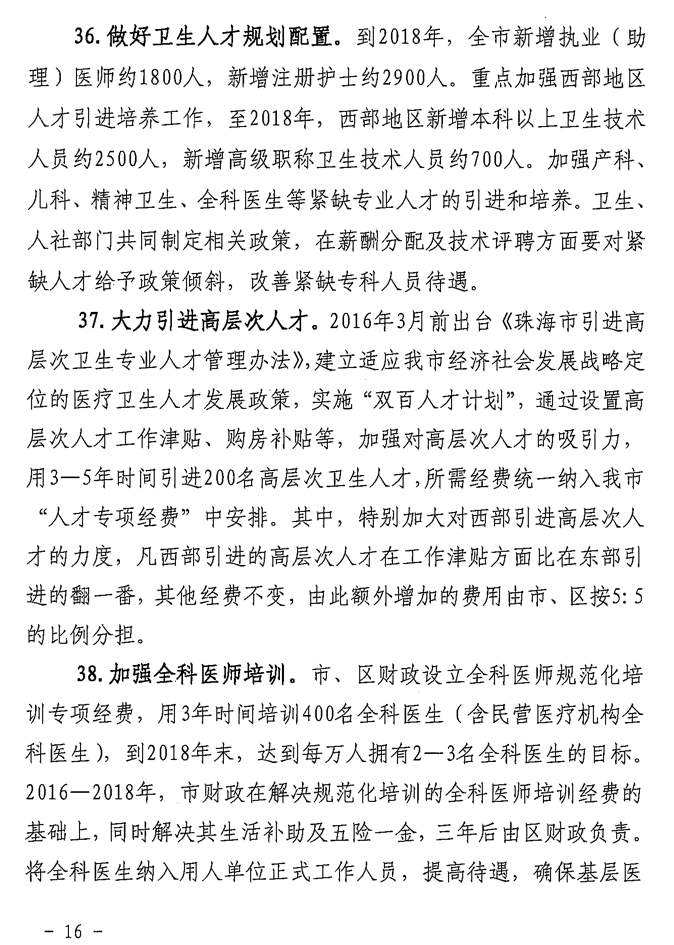 36.做好卫生人才规划配置。到2018年，全市新增执业（助
理）医师约1800人，新增注册护士约2900人。重点加强西部地区
人才引进培养工作，至2018年，西部地区新增本科以上卫生技术
人员约2500人，新增高级职称卫生技术人员约700人。加强产科、
儿科、精神卫生、全科医生等紧缺专业人才的引进和培养。卫生、
人社部门共同制定相关政策，在薪酬分配及技术评聘方面要对紧
缺人才给予政策倾斜，改善紧缺专科人员待遇。
37.大力引进高层次人才。2016年3月前出台《珠海市引进高
层次卫生专业人才管理办法》，建立适应我市经济社会发展战略定
位的医疗卫生人才发展政策，实施“双百人才计划”，通过设置高
层次人才工作津贴、购房补贴等，加强对高层次人才的吸引力，
用3—5年时间引进200名高层次卫生人才，所需经费统一纳入我市
“人才专项经费”中安排。其中，特别加大对西部引进高层次人
才的力度，凡西部引进的高层次人才在工作津贴方面比在东部引
进的翻一番，其他经费不变，由此额外增加的费用由市、区按5:5
的比例分担。
38.加强全科医师培训。市、区财政设立全科医师规范化培
训专项经费，用3年时间培训400名全科医生（含民营医疗机构全
科医生），到2018年末，达到每万人拥有2—3名全科医生的目标。
2016—2018年，市财政在解决规范化培训的全科医师培训经费的
基础上，同时解决其生活补助及五险一金，三年后由区财政负责。
将全科医生纳入用人单位正式工作人员，提高待遇，确保基层医
- 16 -